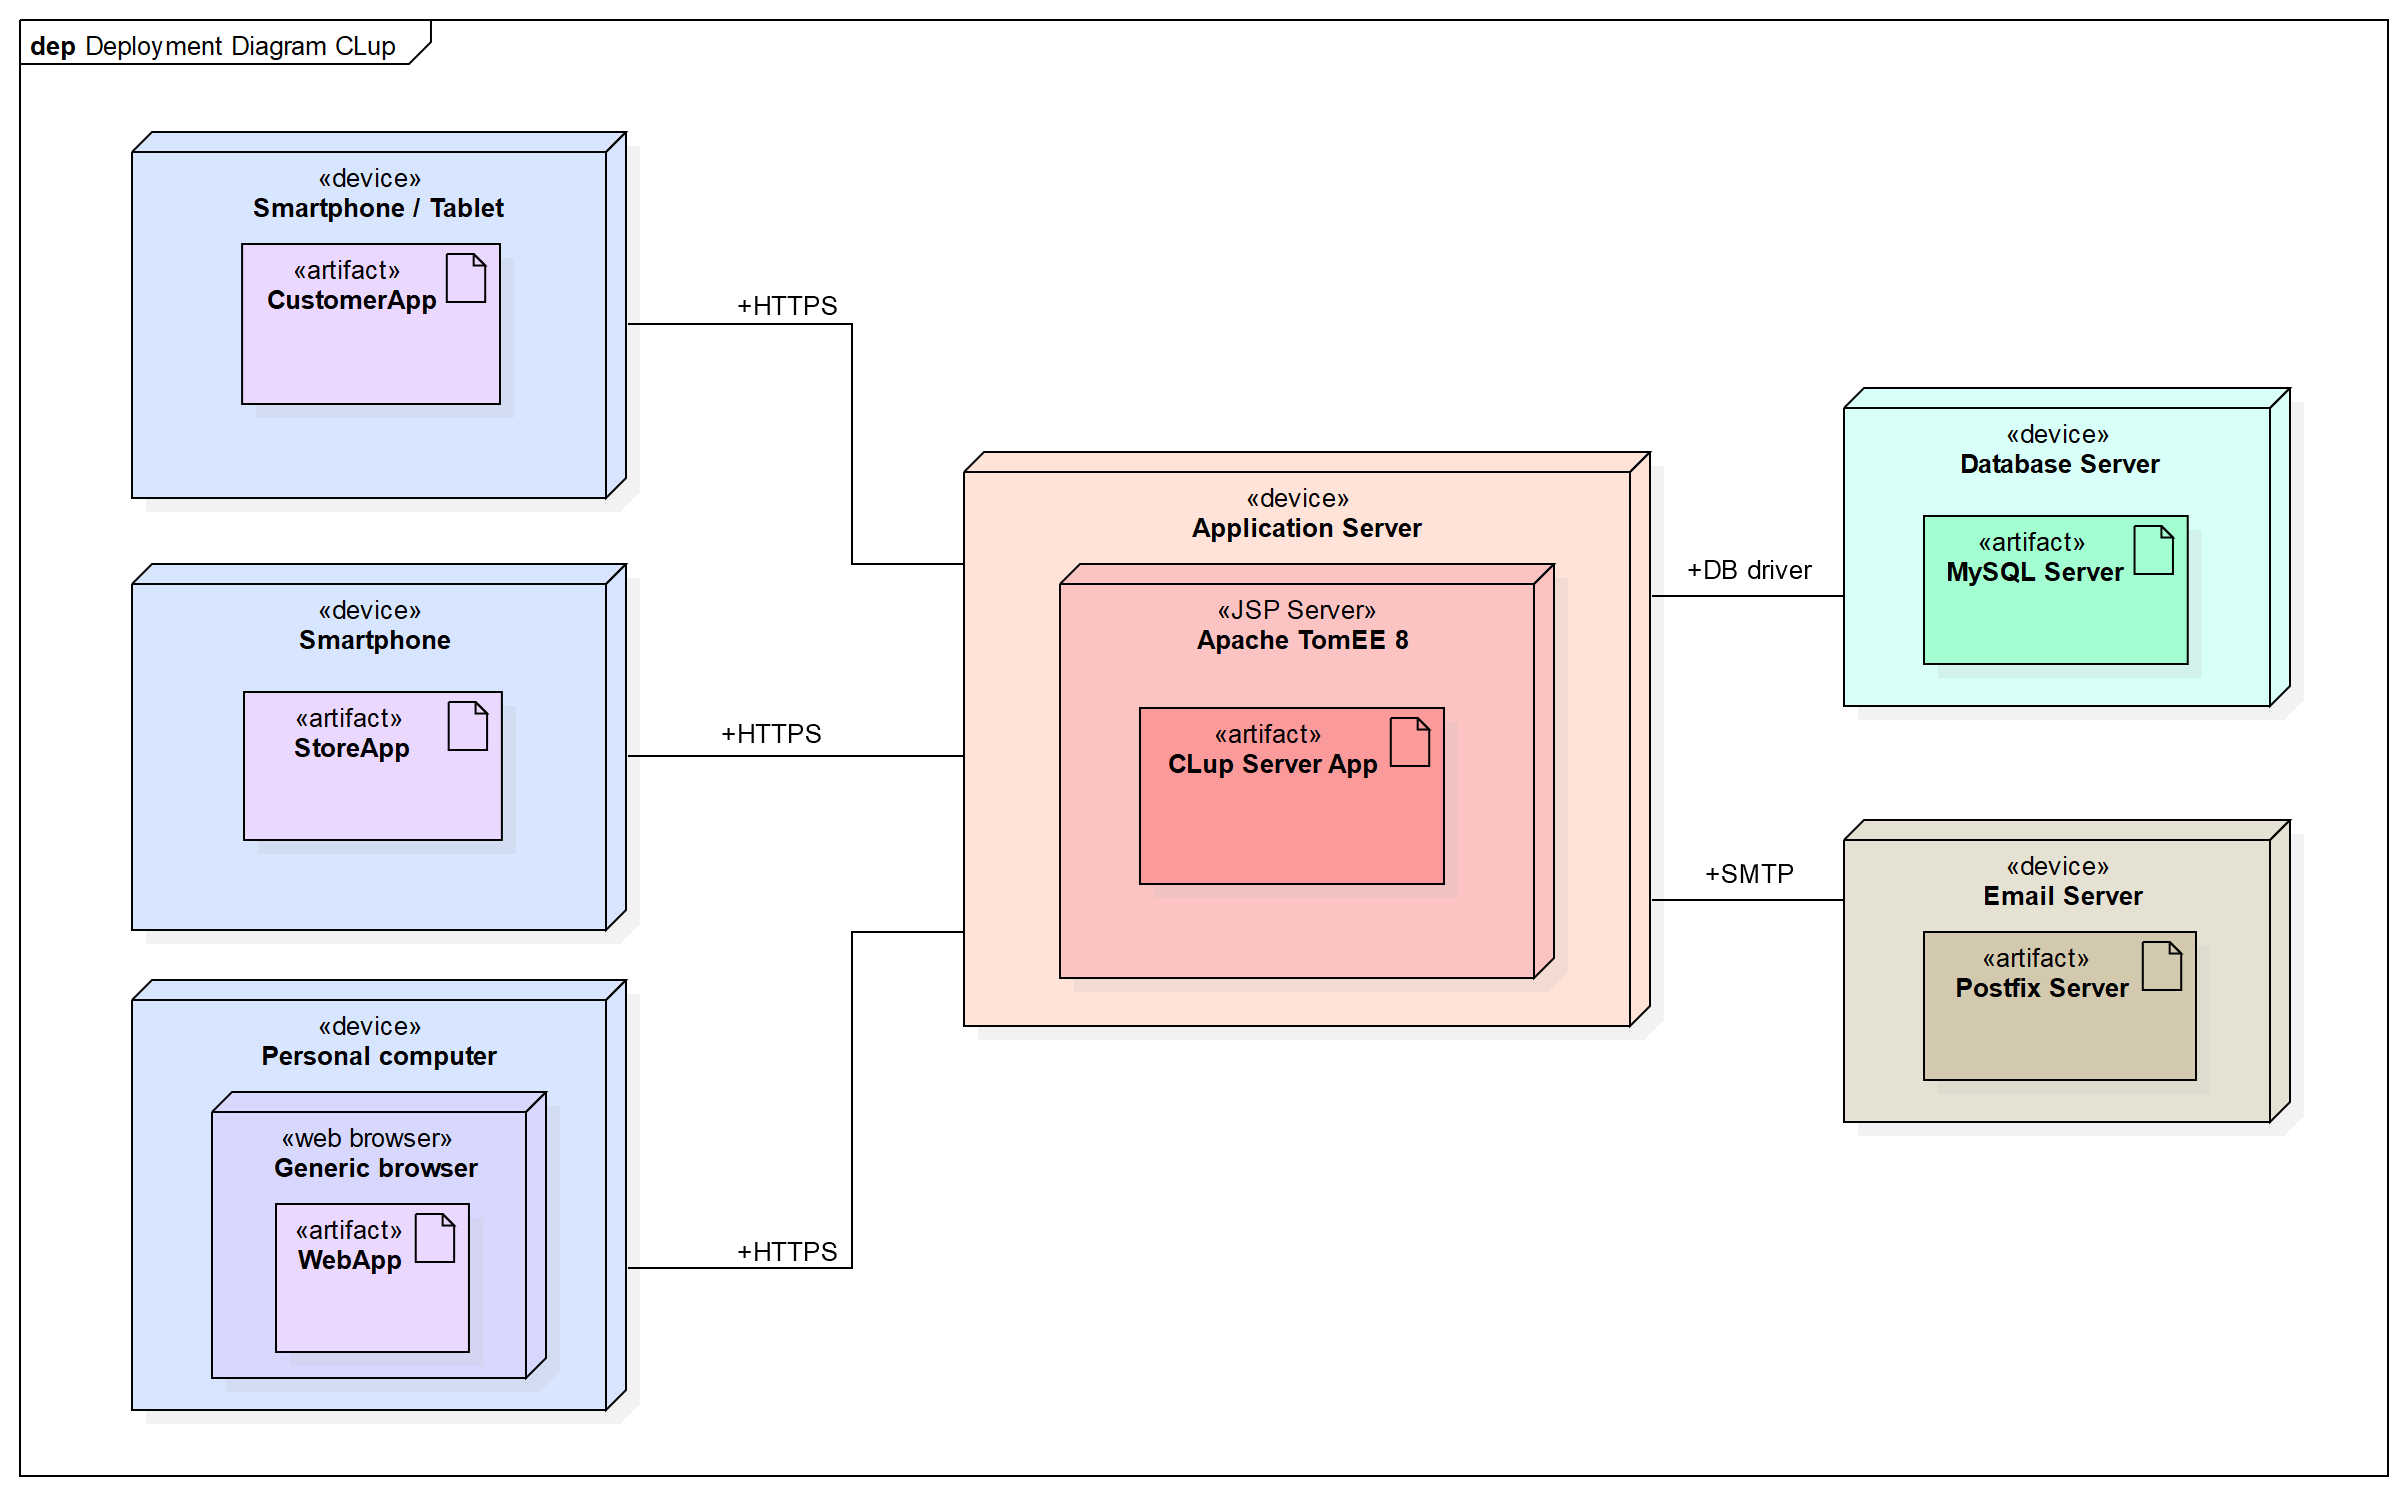 dep Deployment Diagram CLup
«device»
Smartphone / Tablet
«artifact»
CustomerApp
+HTTPS
«device»
Smartphone
«artifact»
StoreApp
+HTTPS
«device»
Personal computer
«web browser»
Generic browser
«artifact»
WebApp
+HTTPS
«device»
Application Server
«JSP Server»
Apache TomEE 8
«artifact»
CLup Server App
+DB driver
«device»
Database Server
«artifact»
MySQL Server
+SMTP
«device»
Email Server
«artifact»
Postfix Server